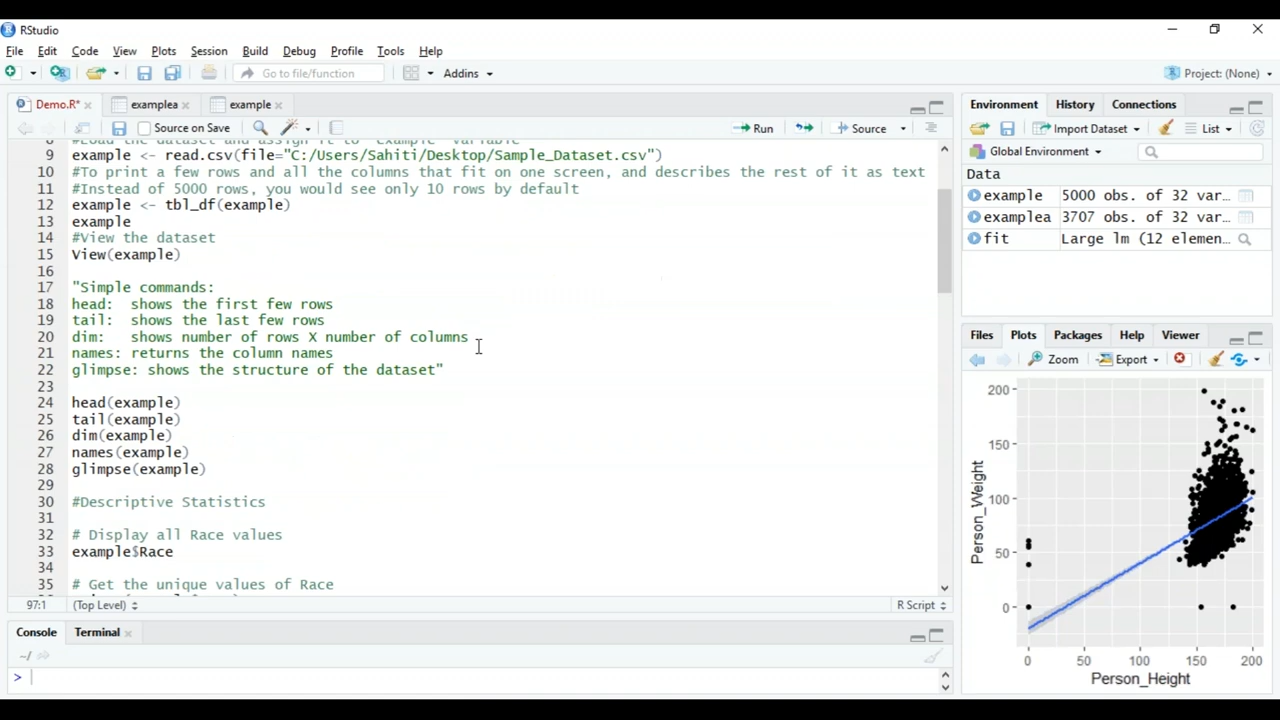 RStudio
File Edit Code View Plots Session Build Debug Profile Tools Help
Go to file/function Addins Project: (None)
Demo.R* examplea example
Source on Save Run Source
8 #Load the dataset and assign it to "example" variable
9 example <- read.csv(file="C:/Users/Sahiti/Desktop/Sample_Dataset.csv")
10 #To print a few rows and all the columns that fit on one screen, and describes the rest of it as text
11 #Instead of 5000 rows, you would see only 10 rows by default
12 example <- tbl_df(example)
13 example
14 #View the dataset
15 View(example)
16
17 "Simple commands:
18 head: shows the first few rows
19 tail: shows the last few rows
20 dim: shows number of rows X number of columns
21 names: returns the column names
22 glimpse: shows the structure of the dataset"
23
24 head(example)
25 tail(example)
26 dim(example)
27 names(example)
28 glimpse(example)
29
30 #Descriptive Statistics
31
32 # Display all Race values
33 example$Race
34
35 # Get the unique values of Race
97:1 (Top Level) R Script
Console Terminal
~/
>
Environment History Connections
Import Dataset List
Global Environment
Data
example 5000 obs. of 32 var...
examplea 3707 obs. of 32 var...
fit Large lm (12 elemen...
Files Plots Packages Help Viewer
Zoom Export
200
150
100
50
0
Person_Weight
0 50 100 150 200
Person_Height